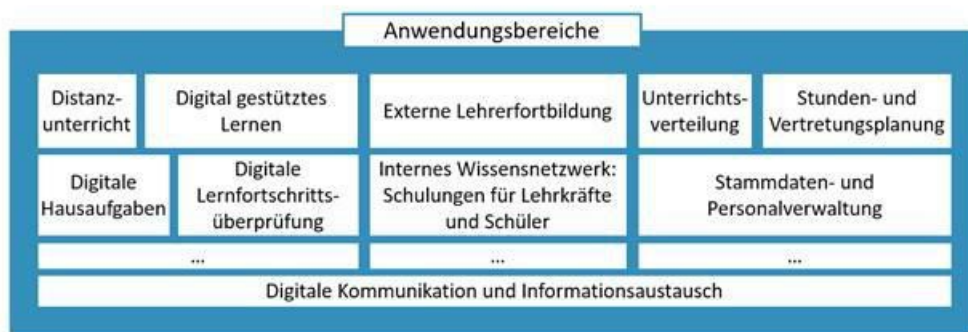 Anwendungsbereiche
Distanz-
unterricht
Digital gestütztes
Lernen
Externe Lehrerfortbildung
Unterrichts-
verteilung
Stunden- und
Vertretungsplanung
Digitale
Hausaufgaben
Digitale
Lernfortschritts-
überprüfung
Internes Wissensnetzwerk:
Schulungen für Lehrkräfte
und Schüler
Stammdaten- und
Personalverwaltung
...
...
...
Digitale Kommunikation und Informationsaustausch